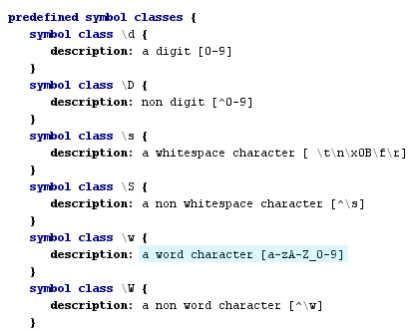 predefined symbol classes {
symbol class \d {
description: a digit [0-9]
}
symbol class \D {
description: non digit [^0-9]
}
symbol class \s {
description: a whitespace character [ \t\n\x0B\f\r]
}
symbol class \S {
description: a non whitespace character [^\s]
}
symbol class \w {
description: a word character [a-zA-Z_0-9]
}
symbol class \W {
description: a non word character [^\w]
}